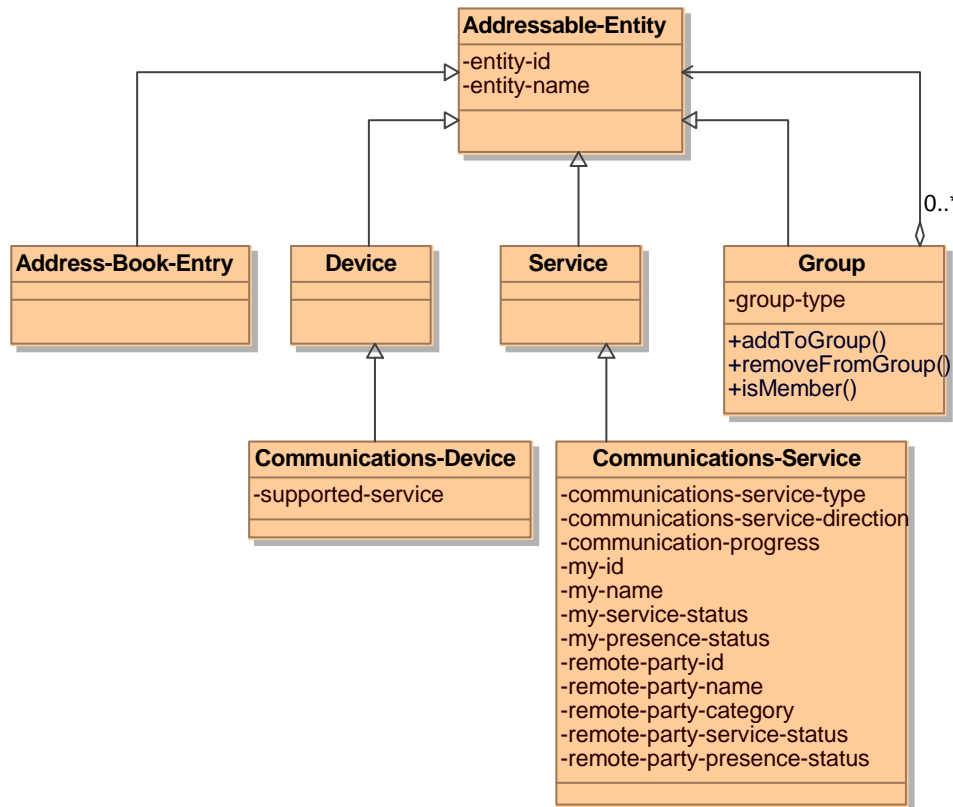 Addressable-Entity
-entity-id
-entity-name
0..*
Address-Book-Entry
Device
Service
Group
-group-type
+addToGroup()
+removeFromGroup()
+isMember()
Communications-Device
-supported-service
Communications-Service
-communications-service-type
-communications-service-direction
-communication-progress
-my-id
-my-name
-my-service-status
-my-presence-status
-remote-party-id
-remote-party-name
-remote-party-category
-remote-party-service-status
-remote-party-presence-status